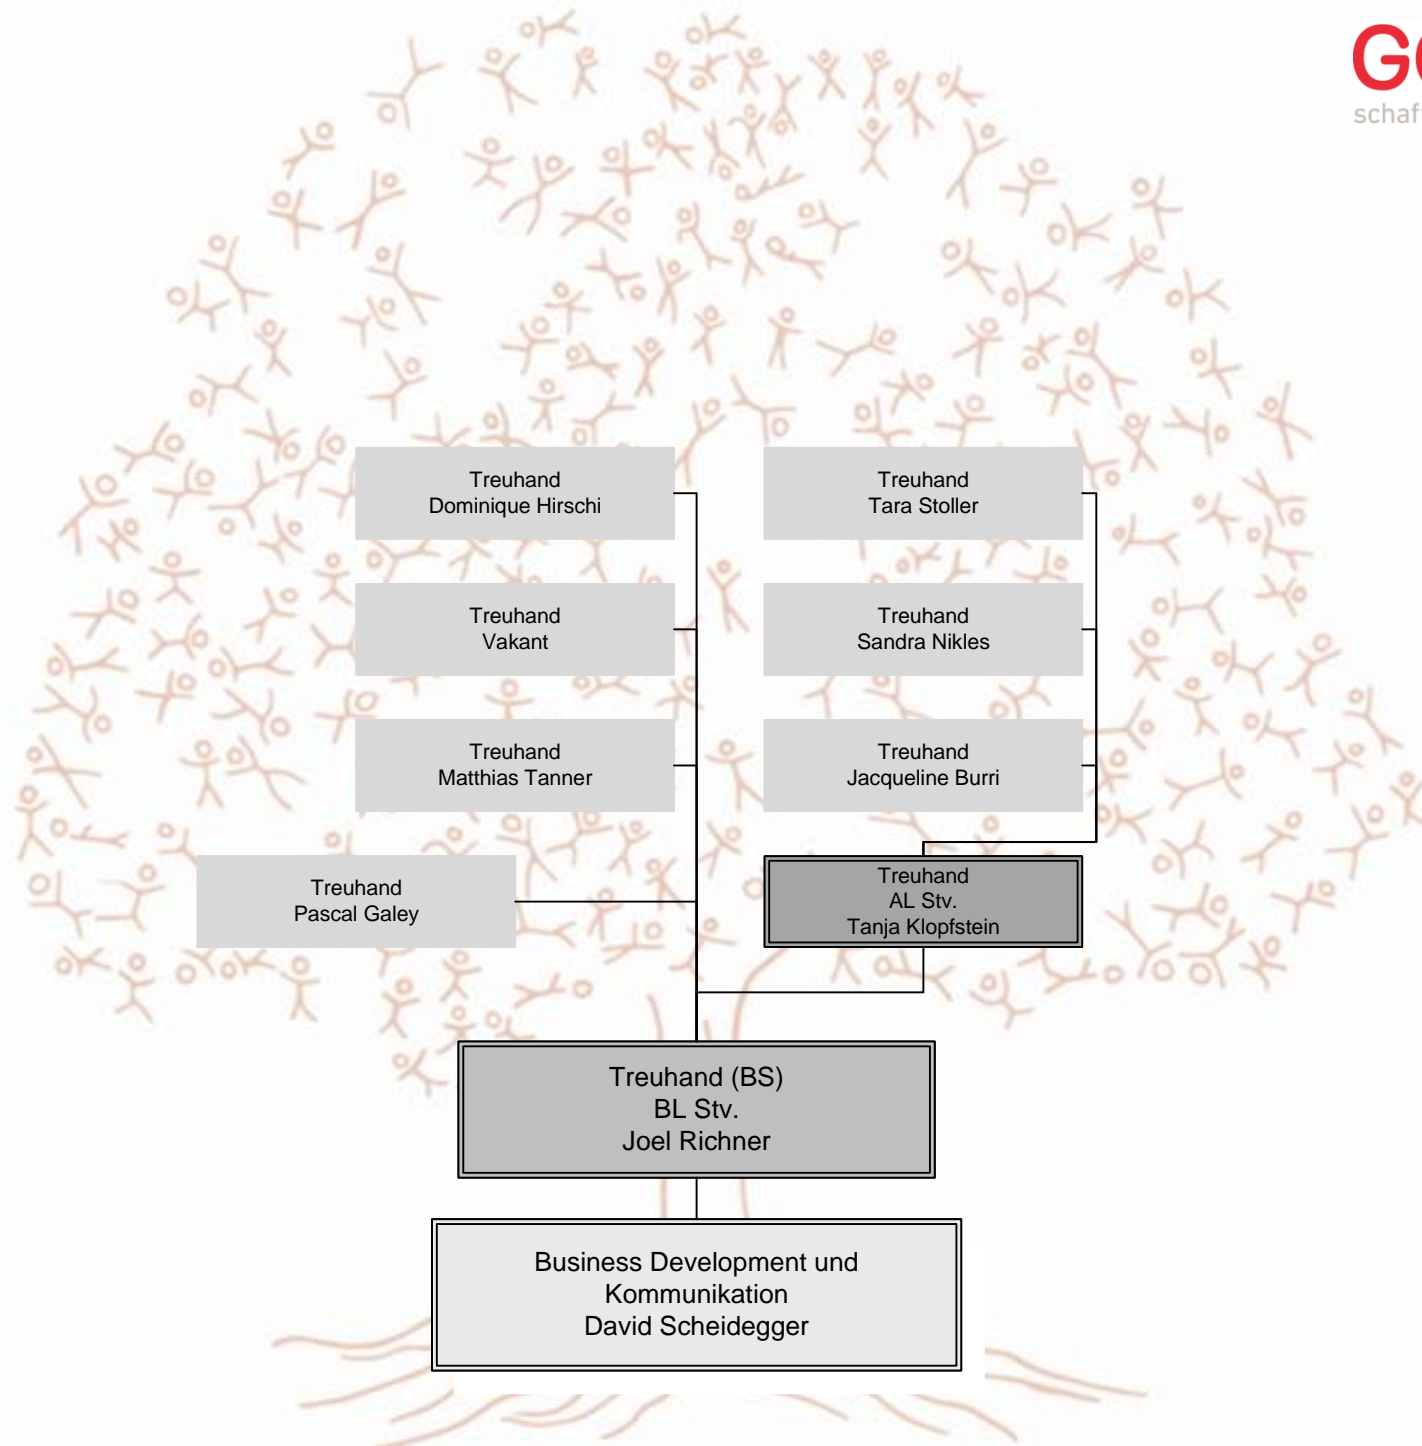 schaf
Treuhand
Dominique Hirschi
Treuhand
Tara Stoller
Treuhand
Vakant
Treuhand
Sandra Nikles
Treuhand
Matthias Tanner
Treuhand
Jacqueline Burri
Treuhand
Pascal Galey
Treuhand
AL Stv.
Tanja Klopfstein
Treuhand (BS)
BL Stv.
Joel Richner
Business Development und
Kommunikation
David Scheidegger